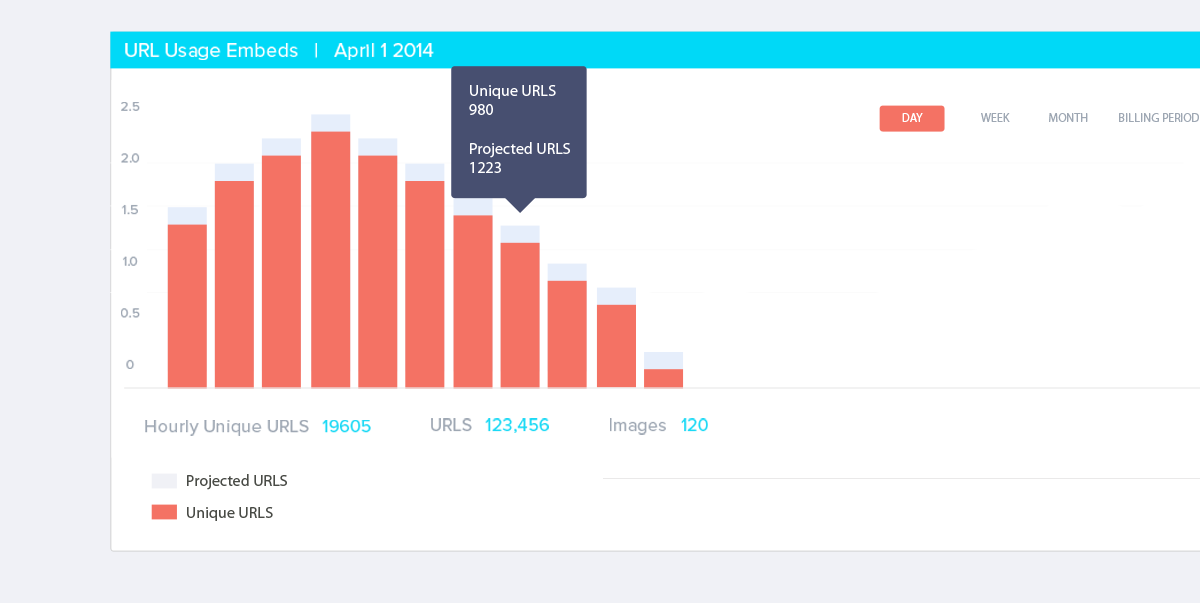 URL Usage Embeds | April 1 2014
Unique URLS
980
Projected URLS
1223
DAY WEEK MONTH BILLING PERIOD
2.5
2.0
1.5
1.0
0.5
0
Hourly Unique URLS 19605 URLS 123,456 Images 120
Projected URLS
Unique URLS